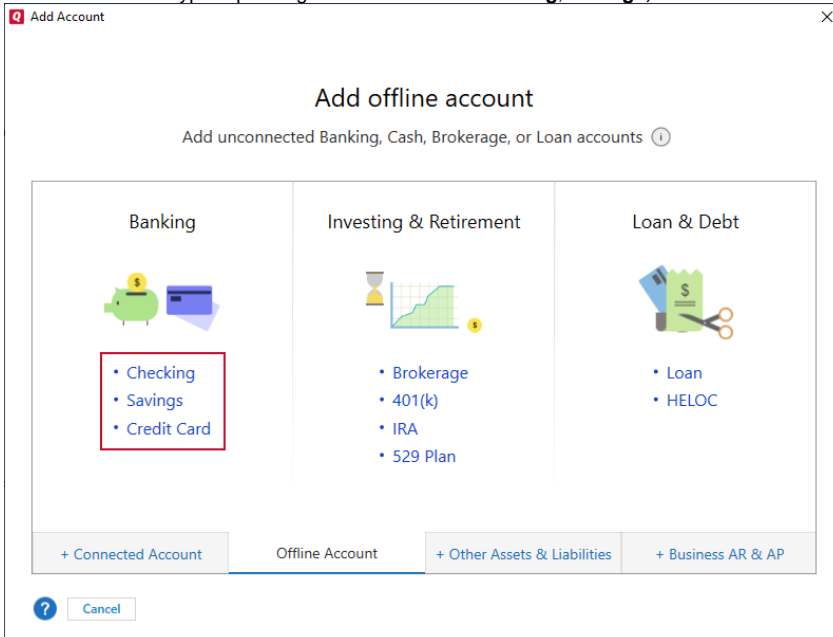 Add Account
Add offline account
Add unconnected Banking, Cash, Brokerage, or Loan accounts i
Banking
$
• Checking
• Savings
• Credit Card
Investing & Retirement
$
• Brokerage
• 401(k)
• IRA
• 529 Plan
Loan & Debt
$
• Loan
• HELOC
+ Connected Account
Offline Account
+ Other Assets & Liabilities
+ Business AR & AP
?
Cancel